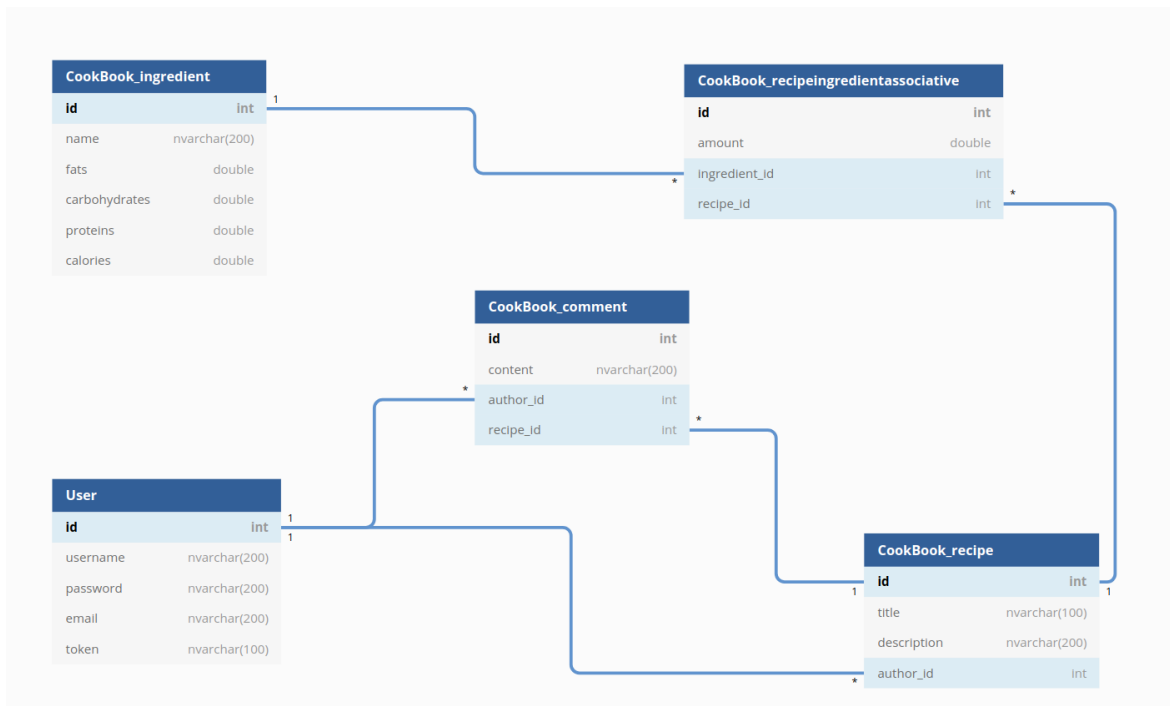 CookBook_ingredient
id int
name nvarchar(200)
fats double
carbohydrates double
proteins double
calories double
1
*
CookBook_recipeingredientassociative
id int
amount double
ingredient_id int
recipe_id int
*
CookBook_comment
id int
content nvarchar(200)
author_id int
recipe_id int
*
*
User
id int
username nvarchar(200)
password nvarchar(200)
email nvarchar(200)
token nvarchar(100)
1
1
CookBook_recipe
id int
title nvarchar(100)
description nvarchar(200)
author_id int
1
1
*